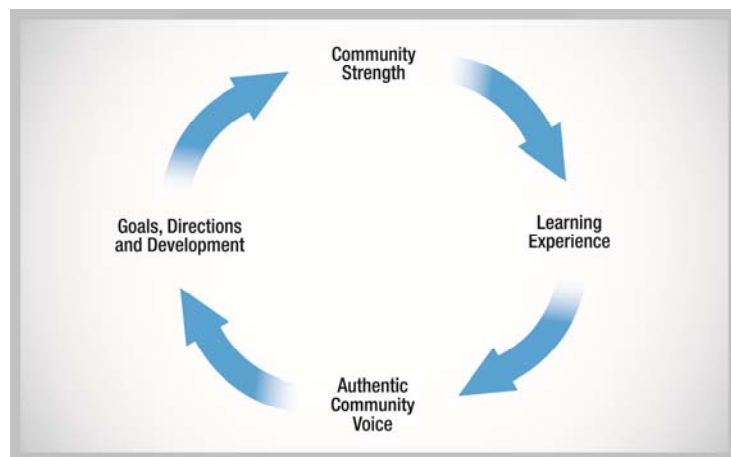 Community
Strength
Learning
Experience
Authentic
Community
Voice
Goals, Directions
and Development